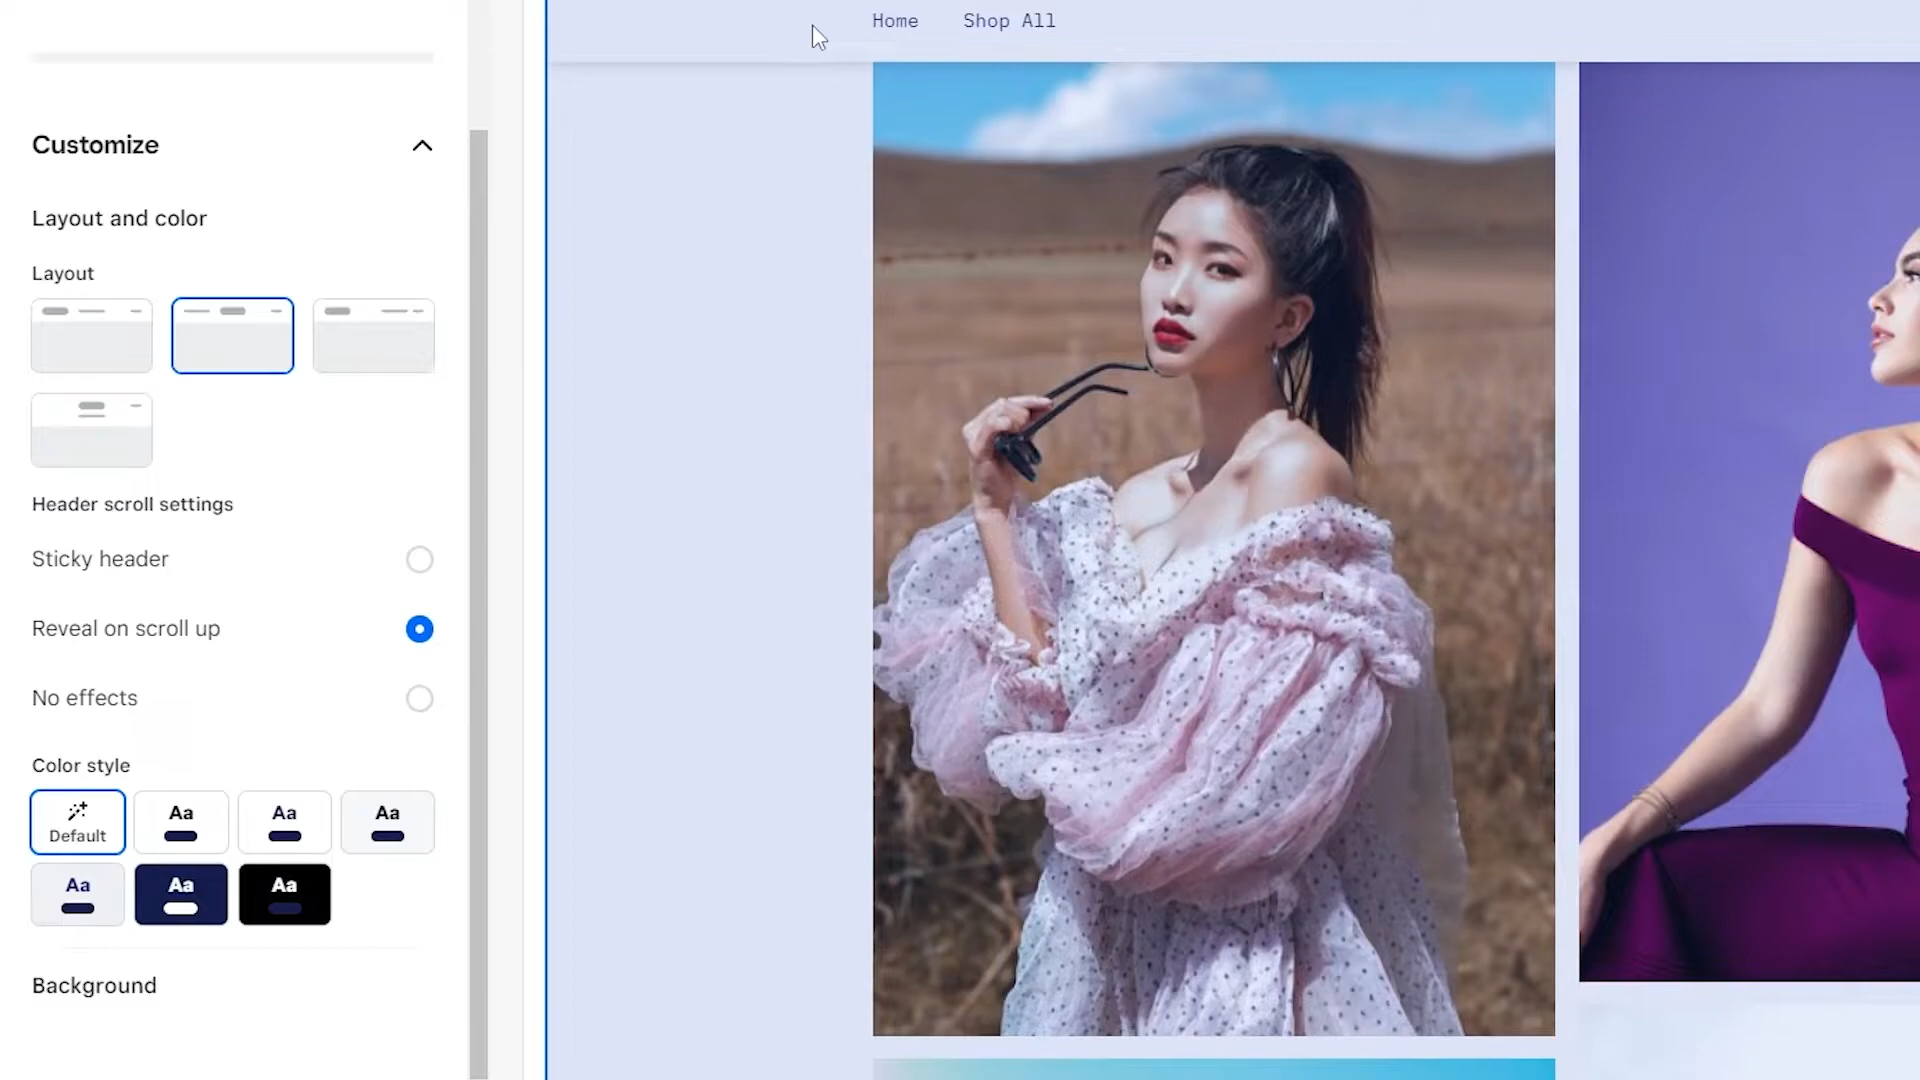 Home Shop All
Customize
Layout and color
Layout
Header scroll settings
Sticky header
Reveal on scroll up
No effects
Color style
Default
Aa
Aa
Aa
Aa
Aa
Aa
Background